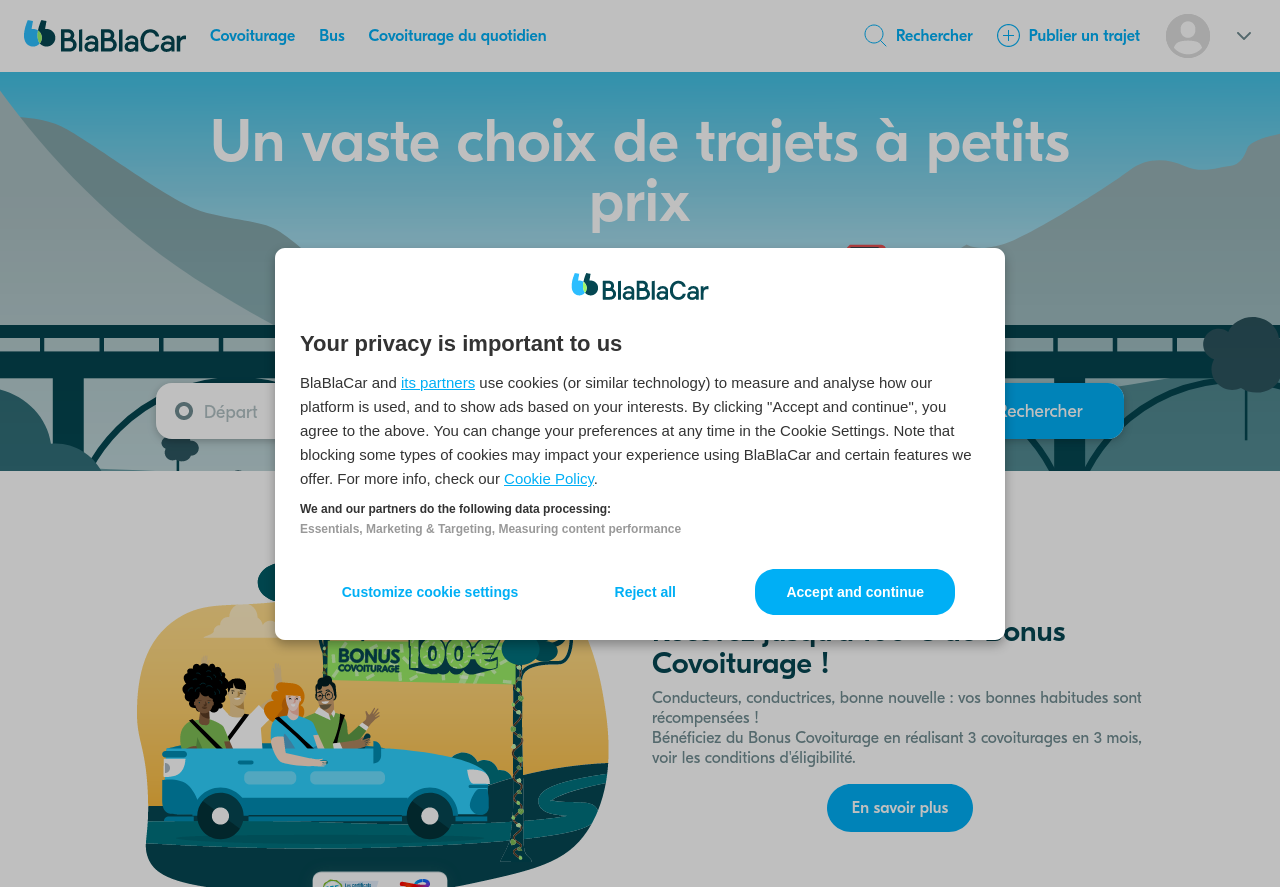 BlaBlaCar Covoiturage Bus Covoiturage du quotidien Rechercher Publier un trajet
Un vaste choix de trajets à petits
prix
BlaBlaCar
Your privacy is important to us
BlaBlaCar and its partners use cookies (or similar technology) to measure and analyse how our
platform is used, and to show ads based on your interests. By clicking "Accept and continue", you
agree to the above. You can change your preferences at any time in the Cookie Settings. Note that
blocking some types of cookies may impact your experience using BlaBlaCar and certain features we
offer. For more info, check our Cookie Policy.
We and our partners do the following data processing:
Essentials, Marketing & Targeting, Measuring content performance
Customize cookie settings Reject all Accept and continue
Départ
Rechercher
BONUS
COVOITURAGE
100€
Bonus
Covoiturage !
Conducteurs, conductrices, bonne nouvelle : vos bonnes habitudes sont
récompensées !
Bénéficiez du Bonus Covoiturage en réalisant 3 covoiturages en 3 mois,
voir les conditions d'éligibilité.
En savoir plus